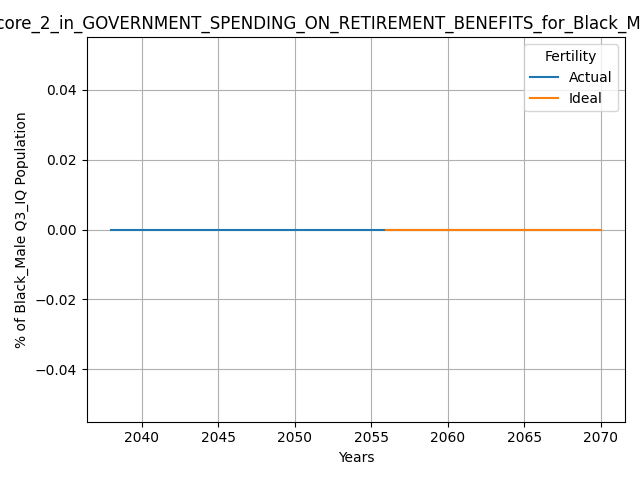 core_2_in_GOVERNMENT_SPENDING_ON_RETIREMENT_BENEFITS_for_Black_M
Fertility
Actual
Ideal
% of Black_Male Q3_IQ Population
0.04
0.02
0.00
−0.02
−0.04
2040 2045 2050 2055 2060 2065 2070
Years